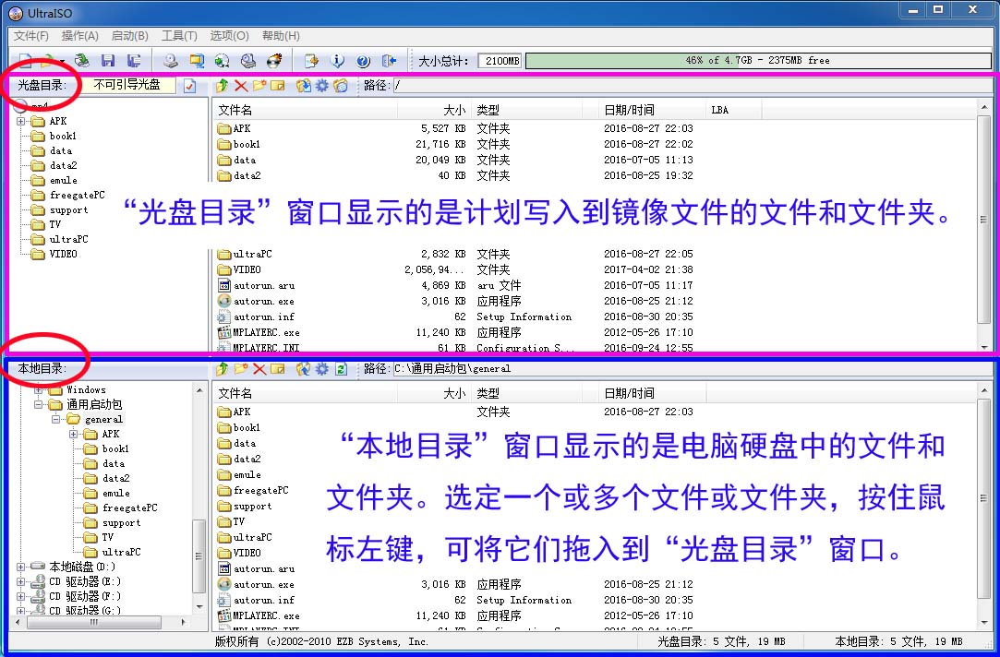 UltraISO
文件(F) 操作(A) 启动(B) 工具(T) 选项(O) 帮助(H)
大小总计: 2100MB 46% of 4.7GB - 2375MB free
光盘目录: 不可引导光盘 路径: /
文件名 大小 类型 日期/时间 LBA
APK
book1
data
data2
emule
freegatePC
support
TV
ultraPC
VIDEO
APK 5,527 KB 文件夹 2016-08-27 22:03
book1 21,716 KB 文件夹 2016-08-27 22:02
data 20,049 KB 文件夹 2016-07-05 11:13
data2 40 KB 文件夹 2016-08-25 19:32
“光盘目录”窗口显示的是计划写入到镜像文件的文件和文件夹。
ultraPC 2,832 KB 文件夹 2016-08-27 22:05
VIDEO 2,056,94... 文件夹 2017-04-02 21:38
autorun.aru 4,869 KB aru 文件 2016-07-05 11:17
autorun.exe 3,016 KB 应用程序 2016-08-25 21:12
autorun.inf 62 Setup Information 2016-08-30 20:35
MPLAYERC.exe 11,240 KB 应用程序 2012-05-26 17:10
MPLAYERC.INI 61 KB Configuration S... 2016-09-24 12:55
本地目录: 路径: C:\通用启动包\general
文件名 大小 类型 日期/时间
Windows
通用启动包
general
APK
book1
data
data2
emule
freegatePC
support
TV
ultraPC
本地磁盘(D:)
CD 驱动器(E:)
CD 驱动器(F:)
CD 驱动器(G:)
APK 文件夹 2016-08-27 22:03
book1
data
data2
emule
freegatePC
support
TV
ultraPC
VIDEO
autorun.aru
“本地目录”窗口显示的是电脑硬盘中的文件和
文件夹。选定一个或多个文件或文件夹，按住鼠
标左键，可将它们拖入到“光盘目录”窗口。
autorun.exe 3,016 KB 应用程序 2016-08-25 21:12
autorun.inf 62 Setup Information 2016-08-30 20:35
MPLAYERC.exe 11,240 KB 应用程序 2012-05-26 17:10
版权所有 (c)2002-2010 EZB Systems, Inc. 光盘目录: 5 文件, 19 MB 本地目录: 5 文件, 19 MB